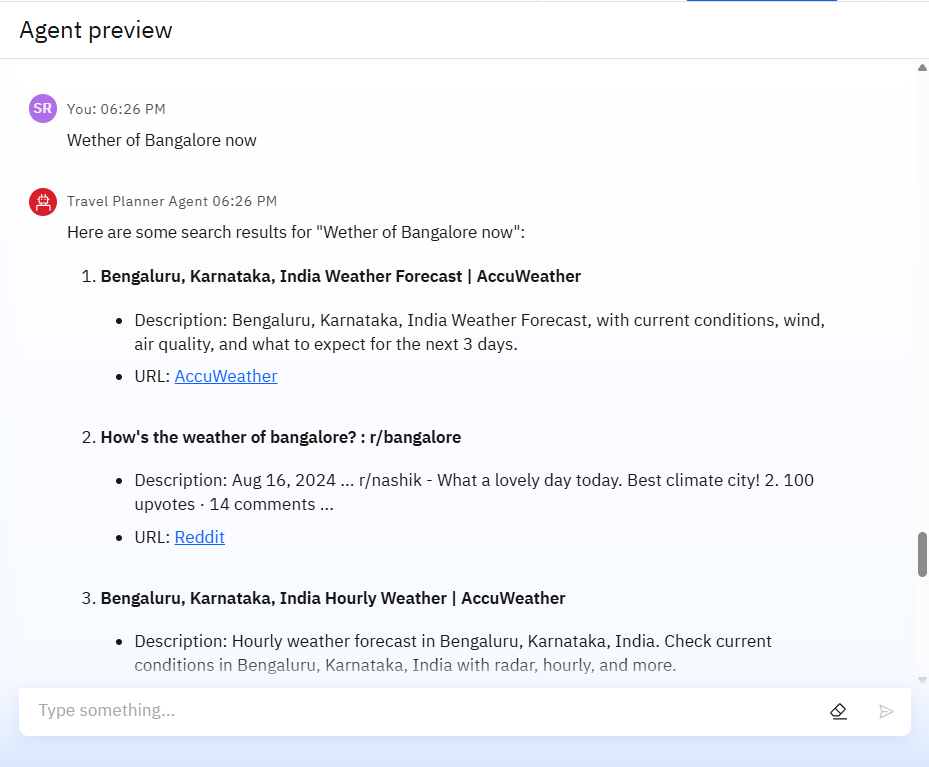 Agent preview
SR
You: 06:26 PM
Wether of Bangalore now
Travel Planner Agent 06:26 PM
Here are some search results for "Wether of Bangalore now":
1. Bengaluru, Karnataka, India Weather Forecast | AccuWeather
• Description: Bengaluru, Karnataka, India Weather Forecast, with current conditions, wind,
air quality, and what to expect for the next 3 days.
• URL: AccuWeather
2. How's the weather of bangalore? : r/bangalore
• Description: Aug 16, 2024 ... r/nashik - What a lovely day today. Best climate city! 2. 100
upvotes · 14 comments ...
• URL: Reddit
3. Bengaluru, Karnataka, India Hourly Weather | AccuWeather
• Description: Hourly weather forecast in Bengaluru, Karnataka, India. Check current
conditions in Bengaluru, Karnataka, India with radar, hourly, and more.
Type something...